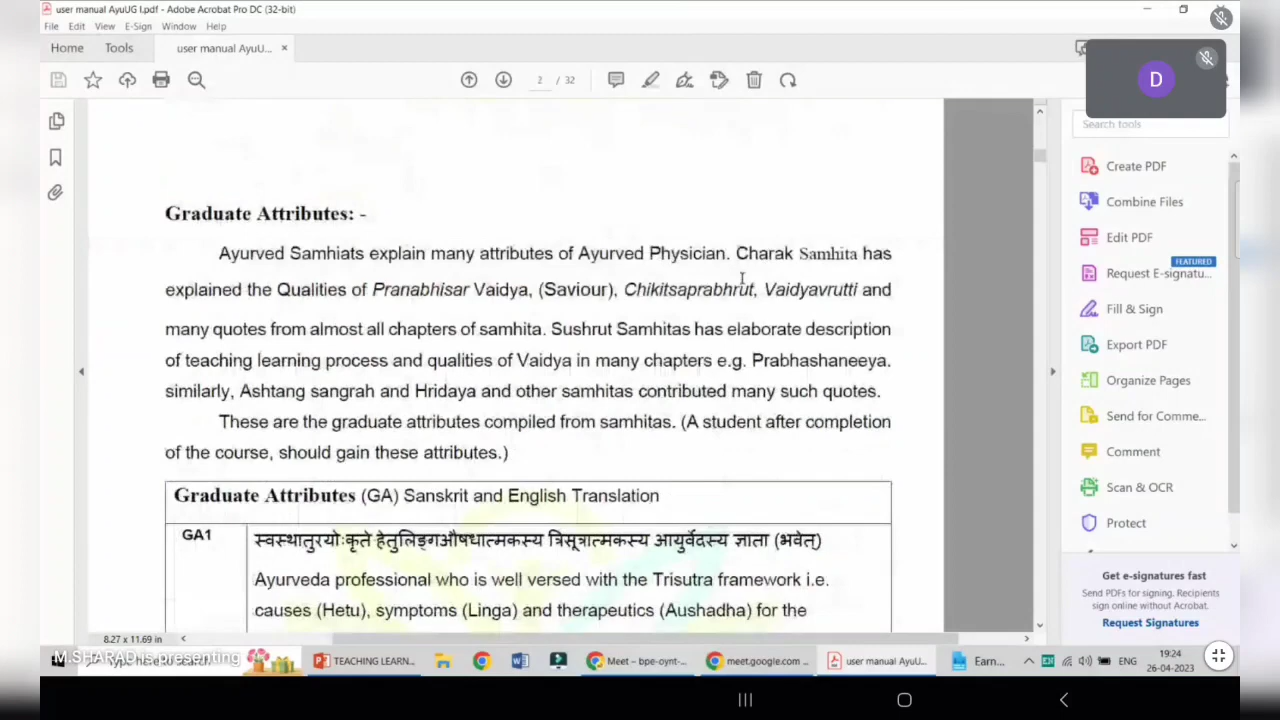 user manual AyuUG I.pdf - Adobe Acrobat Pro DC (32-bit)
File Edit View E-Sign Window Help
Home Tools user manual AyuU... ×
2 / 32
D
Search tools
Graduate Attributes: -
Ayurved Samhiats explain many attributes of Ayurved Physician. Charak Samhita has
explained the Qualities of Pranabhisar Vaidya, (Saviour), Chikitsaprabhrut, Vaidyavrutti and
many quotes from almost all chapters of samhita. Sushrut Samhitas has elaborate description
of teaching learning process and qualities of Vaidya in many chapters e.g. Prabhashaneeya.
similarly, Ashtang sangrah and Hridaya and other samhitas contributed many such quotes.
These are the graduate attributes compiled from samhitas. (A student after completion
of the course, should gain these attributes.)
Graduate Attributes (GA) Sanskrit and English Translation
GA1 स्वस्थातुरयोःकृते हेतुलिङ्गऔषधात्मकस्य त्रिसूत्रात्मकस्य आयुर्वेदस्य ज्ञाता (भवेत्)
Ayurveda professional who is well versed with the Trisutra framework i.e.
causes (Hetu), symptoms (Linga) and therapeutics (Aushadha) for the
Create PDF
Combine Files
Edit PDF
FEATURED
Request E-signatu...
Fill & Sign
Export PDF
Organize Pages
Send for Comme...
Comment
Scan & OCR
Protect
Get e-signatures fast
Send PDFs for signing. Recipients
sign online without Acrobat.
Request Signatures
8.27 x 11.69 in
M.SHARAD is presenting
TEACHING LEARN... Meet – bpe-oynt-... meet.google.com ... user manual AyuU... Earn... ENG
19:24
26-04-2023